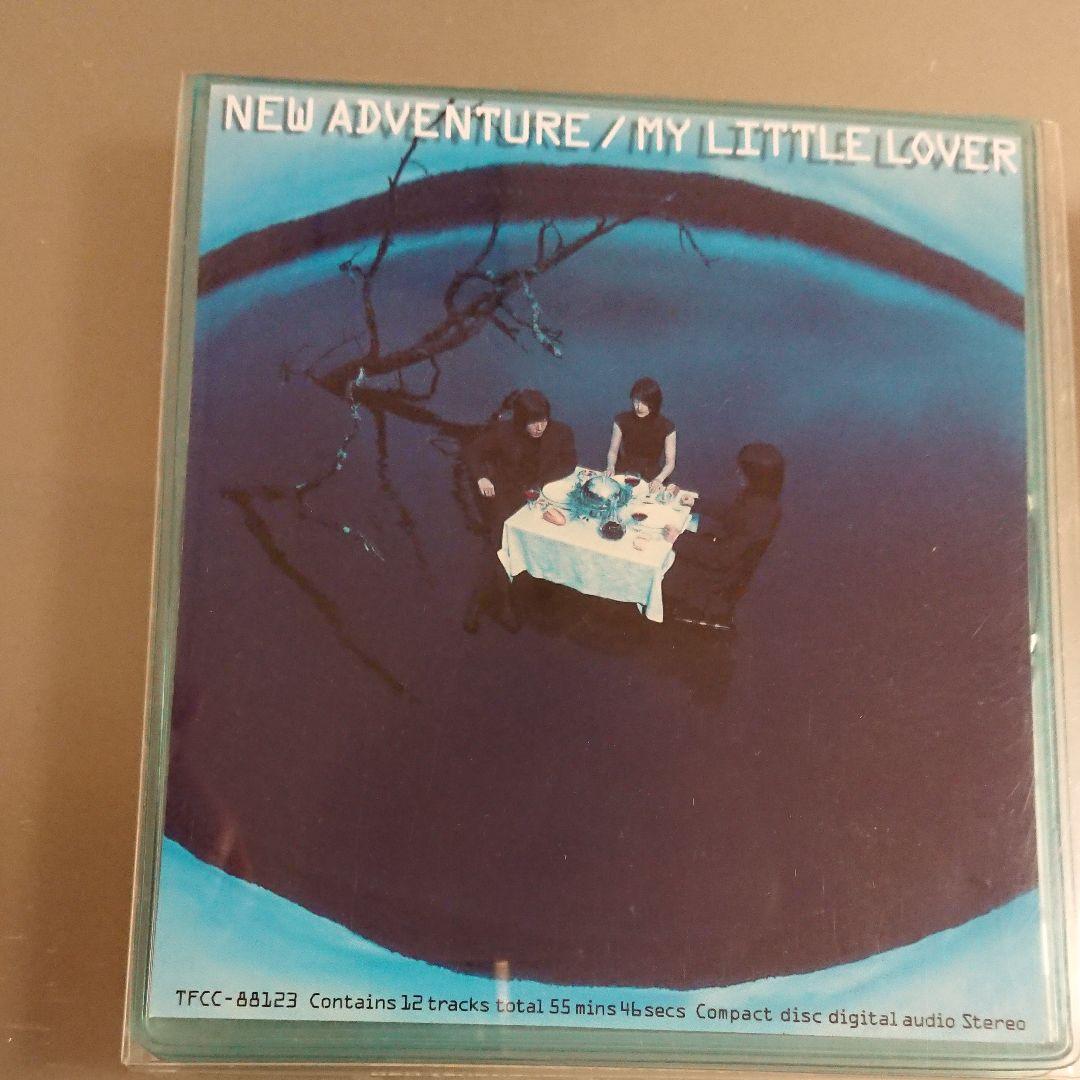 NEW ADVENTURE / MY LITTLE LOVER
TFCC-88123 Contains 12 tracks total 55 mins 46 secs Compact disc digital audio Stereo